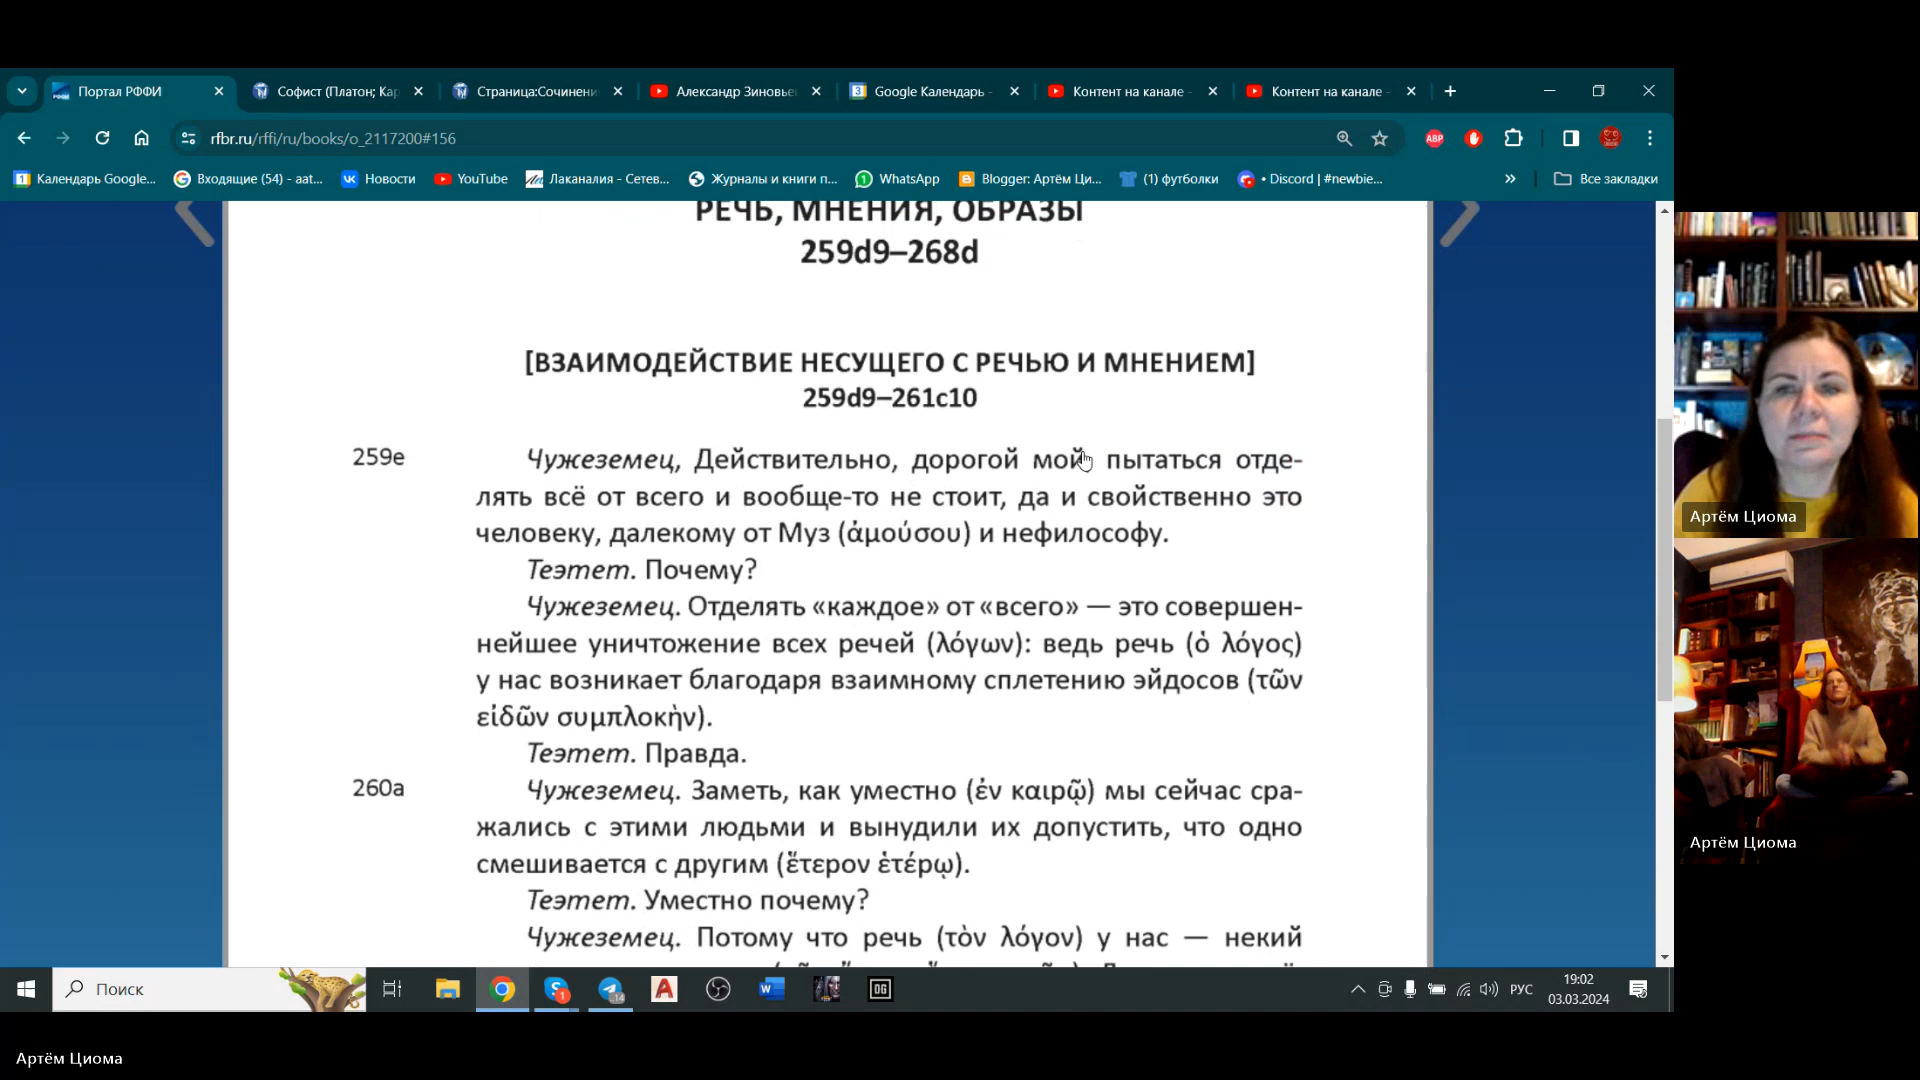 Портал РФФИ
Софист (Платон; Кар
Страница:Сочинени
Александр Зиновье
Google Календарь -
Контент на канале -
Контент на канале -
rfbr.ru/rffi/ru/books/o_2117200#156
ABP
Календарь Google...
Входящие (54) - aat...
Новости
YouTube
Лаканалия - Сетев...
Журналы и книги п...
WhatsApp
Blogger: Артём Ци...
(1) футболки
• Discord | #newbie...
»
Все закладки
РЕЧЬ, МНЕНИЯ, ОБРАЗЫ
259d9–268d
[ВЗАИМОДЕЙСТВИЕ НЕСУЩЕГО С РЕЧЬЮ И МНЕНИЕМ]
259d9–261c10
259e Чужеземец, Действительно, дорогой мой, пытаться отде-
лять всё от всего и вообще-то не стоит, да и свойственно это
человеку, далекому от Муз (ἀμούσου) и нефилософу.
Теэтет. Почему?
Чужеземец. Отделять «каждое» от «всего» — это совершен-
нейшее уничтожение всех речей (λόγων): ведь речь (ὁ λόγος)
у нас возникает благодаря взаимному сплетению эйдосов (τῶν
εἰδῶν συμπλοκὴν).
Теэтет. Правда.
260a Чужеземец. Заметь, как уместно (ἐν καιρῷ) мы сейчас сра-
жались с этими людьми и вынудили их допустить, что одно
смешивается с другим (ἕτερον ἑτέρῳ).
Теэтет. Уместно почему?
Чужеземец. Потому что речь (τὸν λόγον) у нас — некий
Артём Циома
Артём Циома
Поиск
1
14
DG
РУС
19:02
03.03.2024
Артём Циома